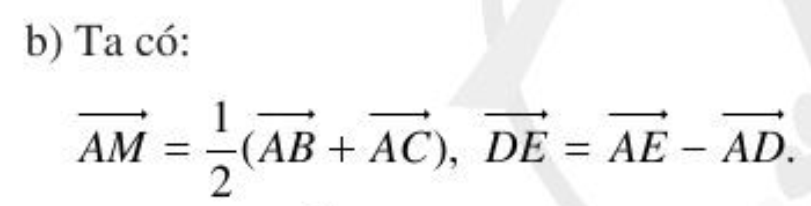 b) Ta có:
$\overrightarrow{AM} = \frac{1}{2}(\overrightarrow{AB} + \overrightarrow{AC}),\ \overrightarrow{DE} = \overrightarrow{AE} - \overrightarrow{AD}.$